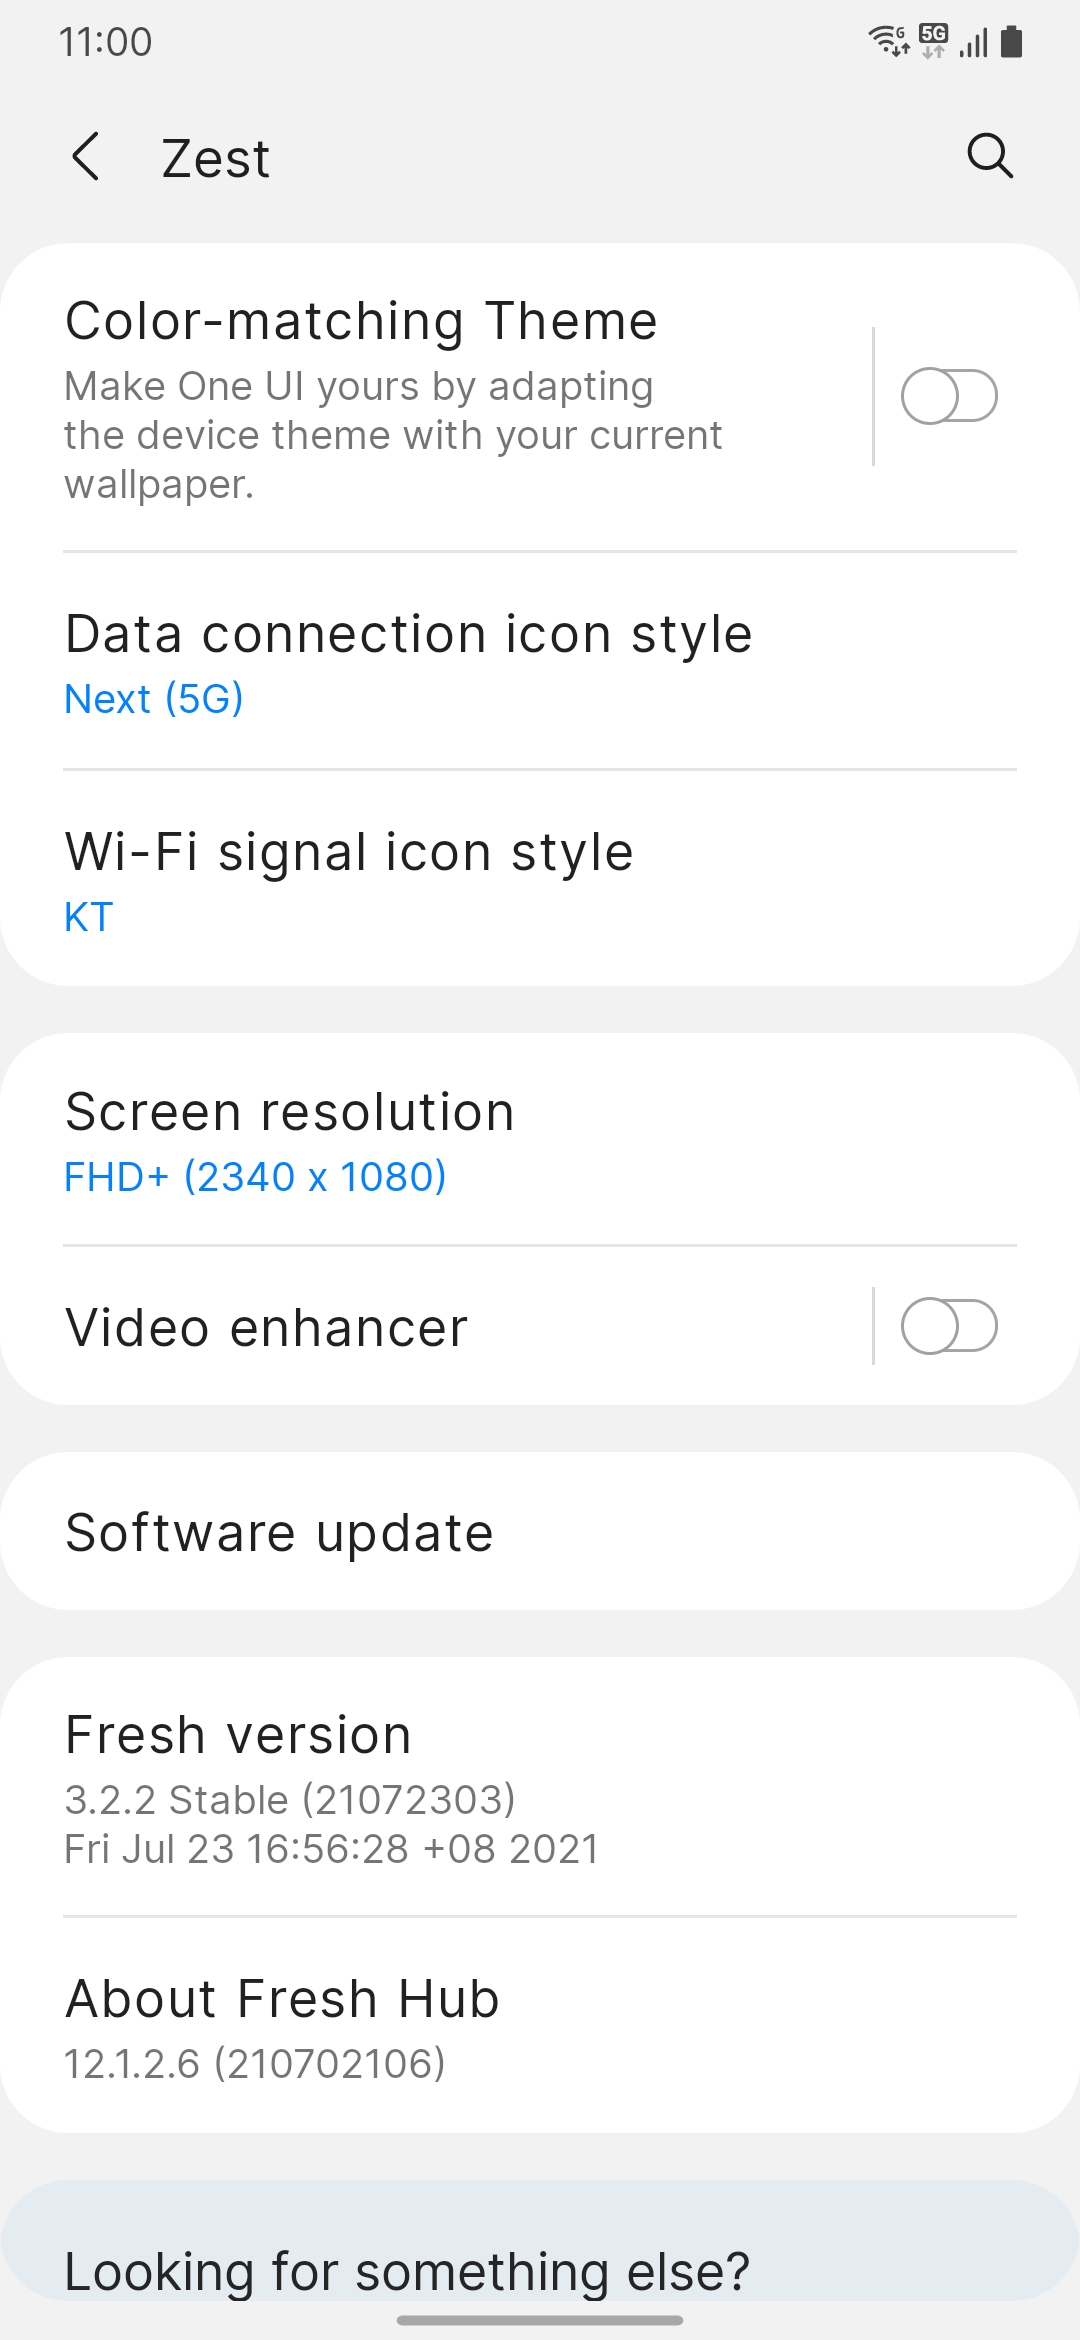 11:00
G
5G
Zest
Color-matching Theme
Make One UI yours by adapting
the device theme with your current
wallpaper.
Data connection icon style
Next (5G)
Wi-Fi signal icon style
KT
Screen resolution
FHD+ (2340 x 1080)
Video enhancer
Software update
Fresh version
3.2.2 Stable (21072303)
Fri Jul 23 16:56:28 +08 2021
About Fresh Hub
12.1.2.6 (210702106)
Looking for something else?